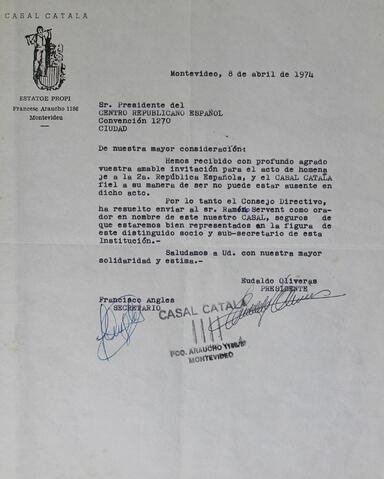 CASAL CATALA
ESTATGE PROPI
Francesc Araucho 1186
Montevideu
Montevideo, 8 de abril de 1974
Sr. Presidente del
CENTRO REPUBLICANO ESPAÑOL
Convención 1270
CIUDAD
De nuestra mayor consideración:
Hemos recibido con profundo agrado
vuestra amable invitación para el acto de homena
je a la 2a. República Española, y el CASAL CATALA
fiel a su manera de ser no puede estar ausente en
dicho acto.
Por lo tanto el Consejo Directivo,
ha resuelto enviar al sr. Ramón Servent como ora-
dor en nombre de este nuestro CASAL, seguros de
que estaremos bien representados en la figura de
este distinguido socio y sub-secretario de esta
Institución.-
Saludamos a Ud. con nuestra mayor
solidaridad y estima.-
Eudaldo Oliveras
PRESIDENTE
Francisco Angles
SECRETARIO
CASAL CATALA
FCO. ARAUCHO
MONTEVIDEO